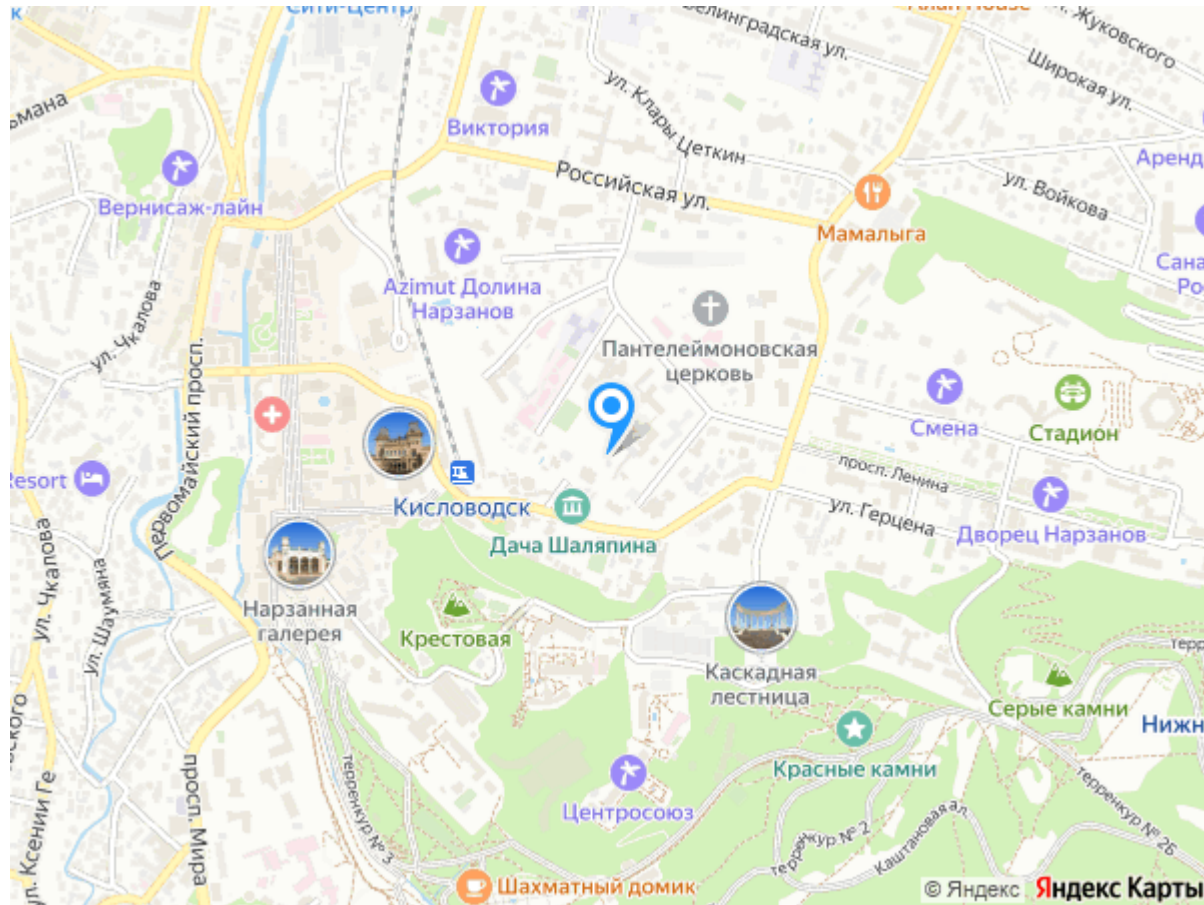 Сити-Центр
Велинградская ул.
Alan House
ул. Жуковского
Широкая ул.
Виктория
ул. Клары Цеткин
Аренд
ул. Войкова
Российская ул.
Вернисаж-лайн
Мамалыга
Azimut Долина
Нарзанов
Сана
Ро
ул. Чкалова
Пантелеймоновская
церковь
Первомайский просп.
Смена
Стадион
Resort
просп. Ленина
Кисловодск
ул. Герцена
Дворец Нарзанов
Дача Шаляпина
ул. Чкалова
ул. Шаумяна
Нарзанная
галерея
Крестовая
Каскадная
лестница
Серые камни
Нижн
Красные камни
просп. Мира
терренкур № 3
Центросоюз
терренкур № 2
Каштановая ал.
терренкур № 2Б
ул. Ксении Ге
Шахматный домик
© Яндекс Яндекс Карты